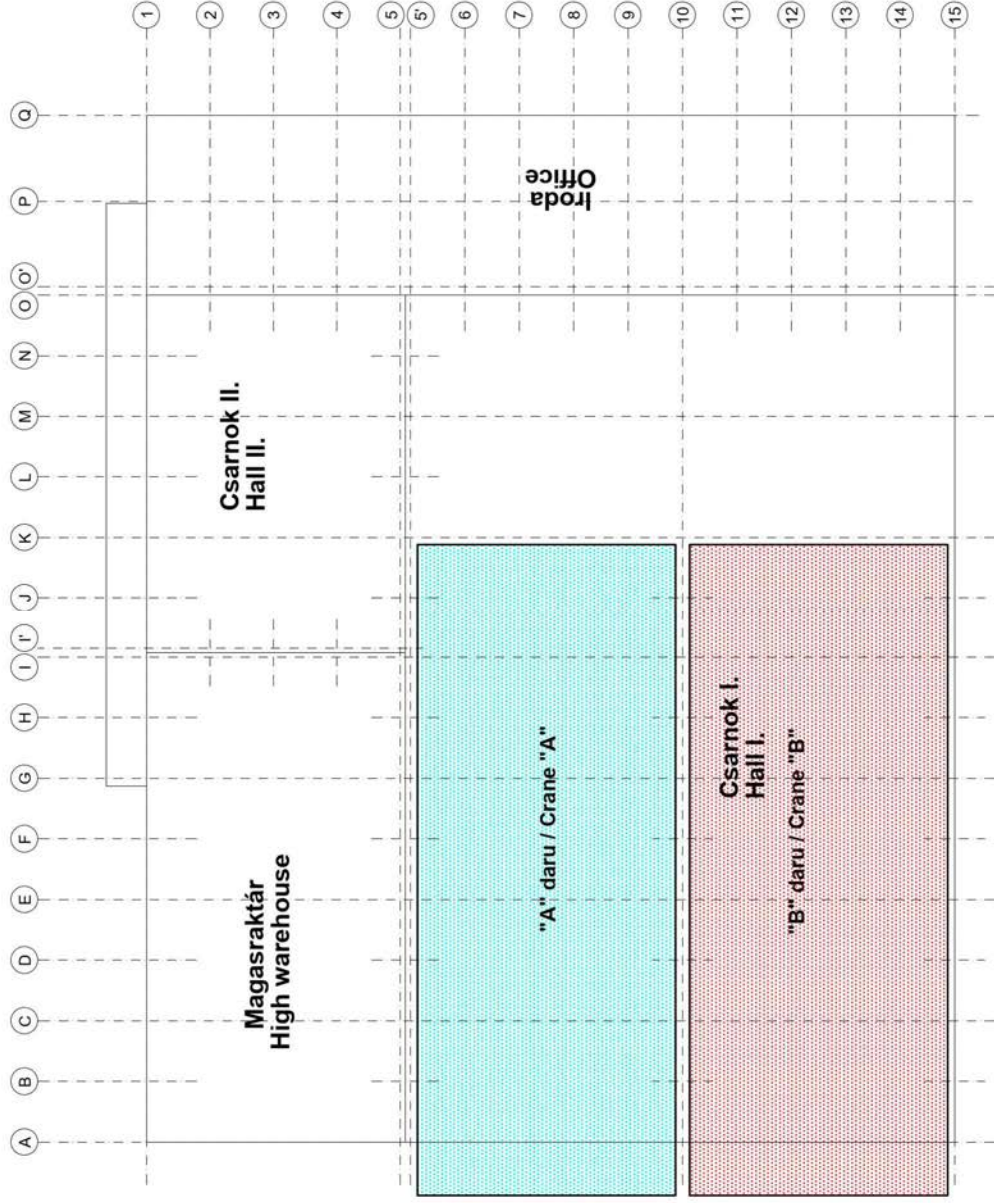 1
2
3
4
5
5'
6
7
8
9
10
11
12
13
14
15
Q
P
O'
O
N
M
L
K
J
I'
I
H
G
F
E
D
C
B
A
Iroda
Office
Csarnok II.
Hall II.
Magasraktár
High warehouse
"A" daru / Crane "A"
Csarnok I.
Hall I.
"B" daru / Crane "B"